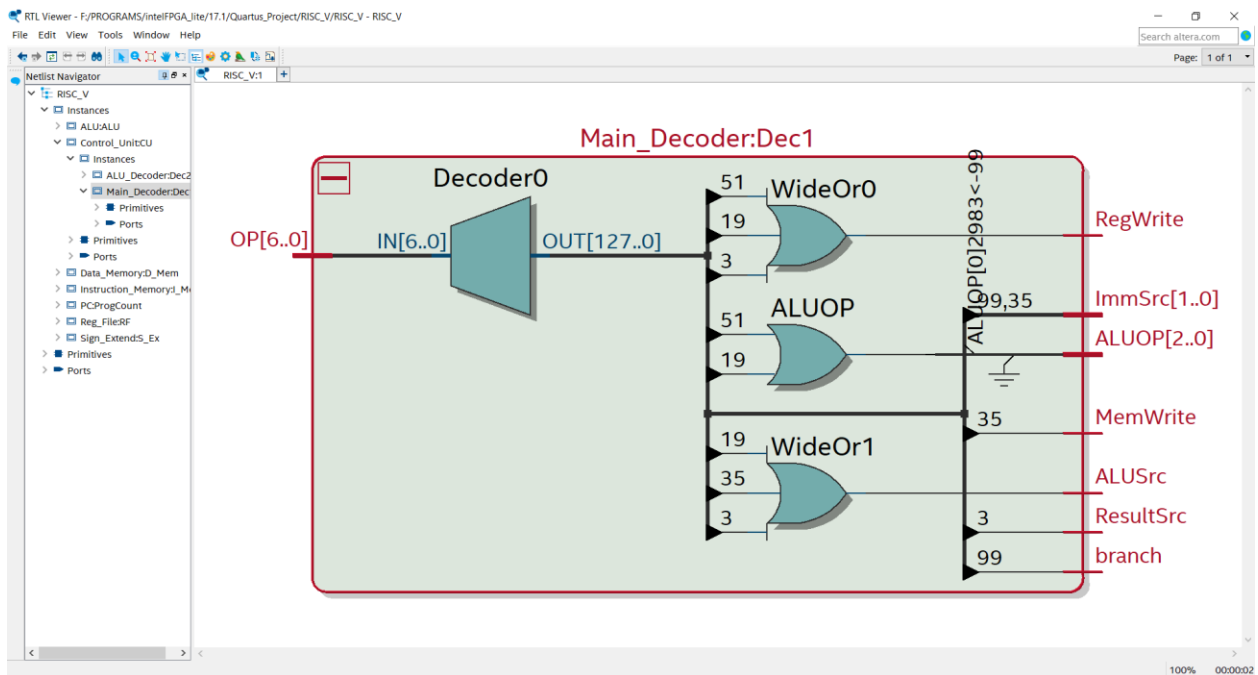 RTL Viewer - F:/PROGRAMS/intelFPGA_lite/17.1/Quartus_Project/RISC_V/RISC_V - RISC_V
File Edit View Tools Window Help
Search altera.com
Page: 1 of 1
Netlist Navigator
RISC_V:1
RISC_V
Instances
ALU:ALU
Control_Unit:CU
Instances
ALU_Decoder:Dec2
Main_Decoder:Dec
Primitives
Ports
Primitives
Ports
Data_Memory:D_Mem
Instruction_Memory:I_Me
PC:ProgCount
Reg_File:RF
Sign_Extend:S_Ex
Primitives
Ports
Main_Decoder:Dec1
Decoder0
OP[6..0]
IN[6..0]
OUT[127..0]
51
19
3
WideOr0
51
19
ALUOP
19
35
3
WideOr1
ALUOP[0]2983<-99
99,35
35
3
99
RegWrite
ImmSrc[1..0]
ALUOP[2..0]
MemWrite
ALUSrc
ResultSrc
branch
100% 00:00:02